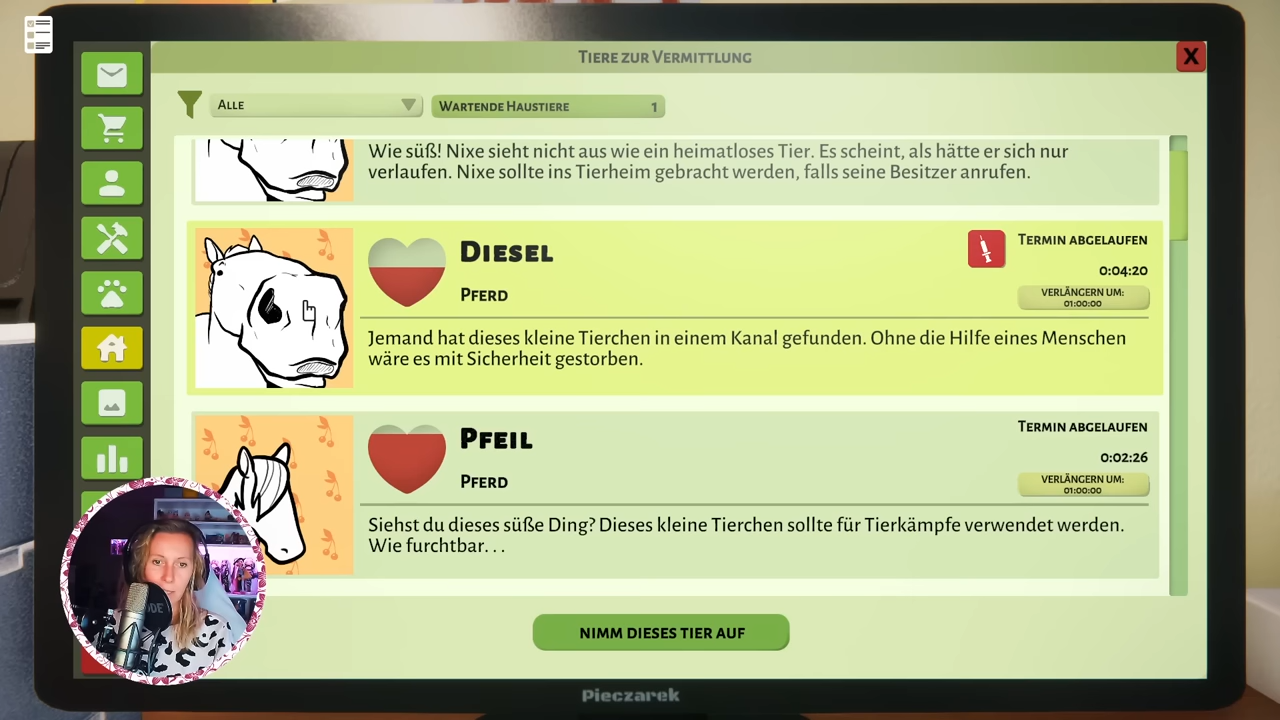 Tiere zur Vermittlung
X
Alle
Wartende Haustiere 1
Wie süß! Nixe sieht nicht aus wie ein heimatloses Tier. Es scheint, als hätte er sich nur
verlaufen. Nixe sollte ins Tierheim gebracht werden, falls seine Besitzer anrufen.
Diesel
Termin abgelaufen
0:04:20
Pferd
Verlängern um:
01:00:00
Jemand hat dieses kleine Tierchen in einem Kanal gefunden. Ohne die Hilfe eines Menschen
wäre es mit Sicherheit gestorben.
Pfeil
Termin abgelaufen
0:02:26
Pferd
Verlängern um:
01:00:00
Siehst du dieses süße Ding? Dieses kleine Tierchen sollte für Tierkämpfe verwendet werden.
Wie furchtbar. . .
Nimm dieses Tier auf
Pieczarek